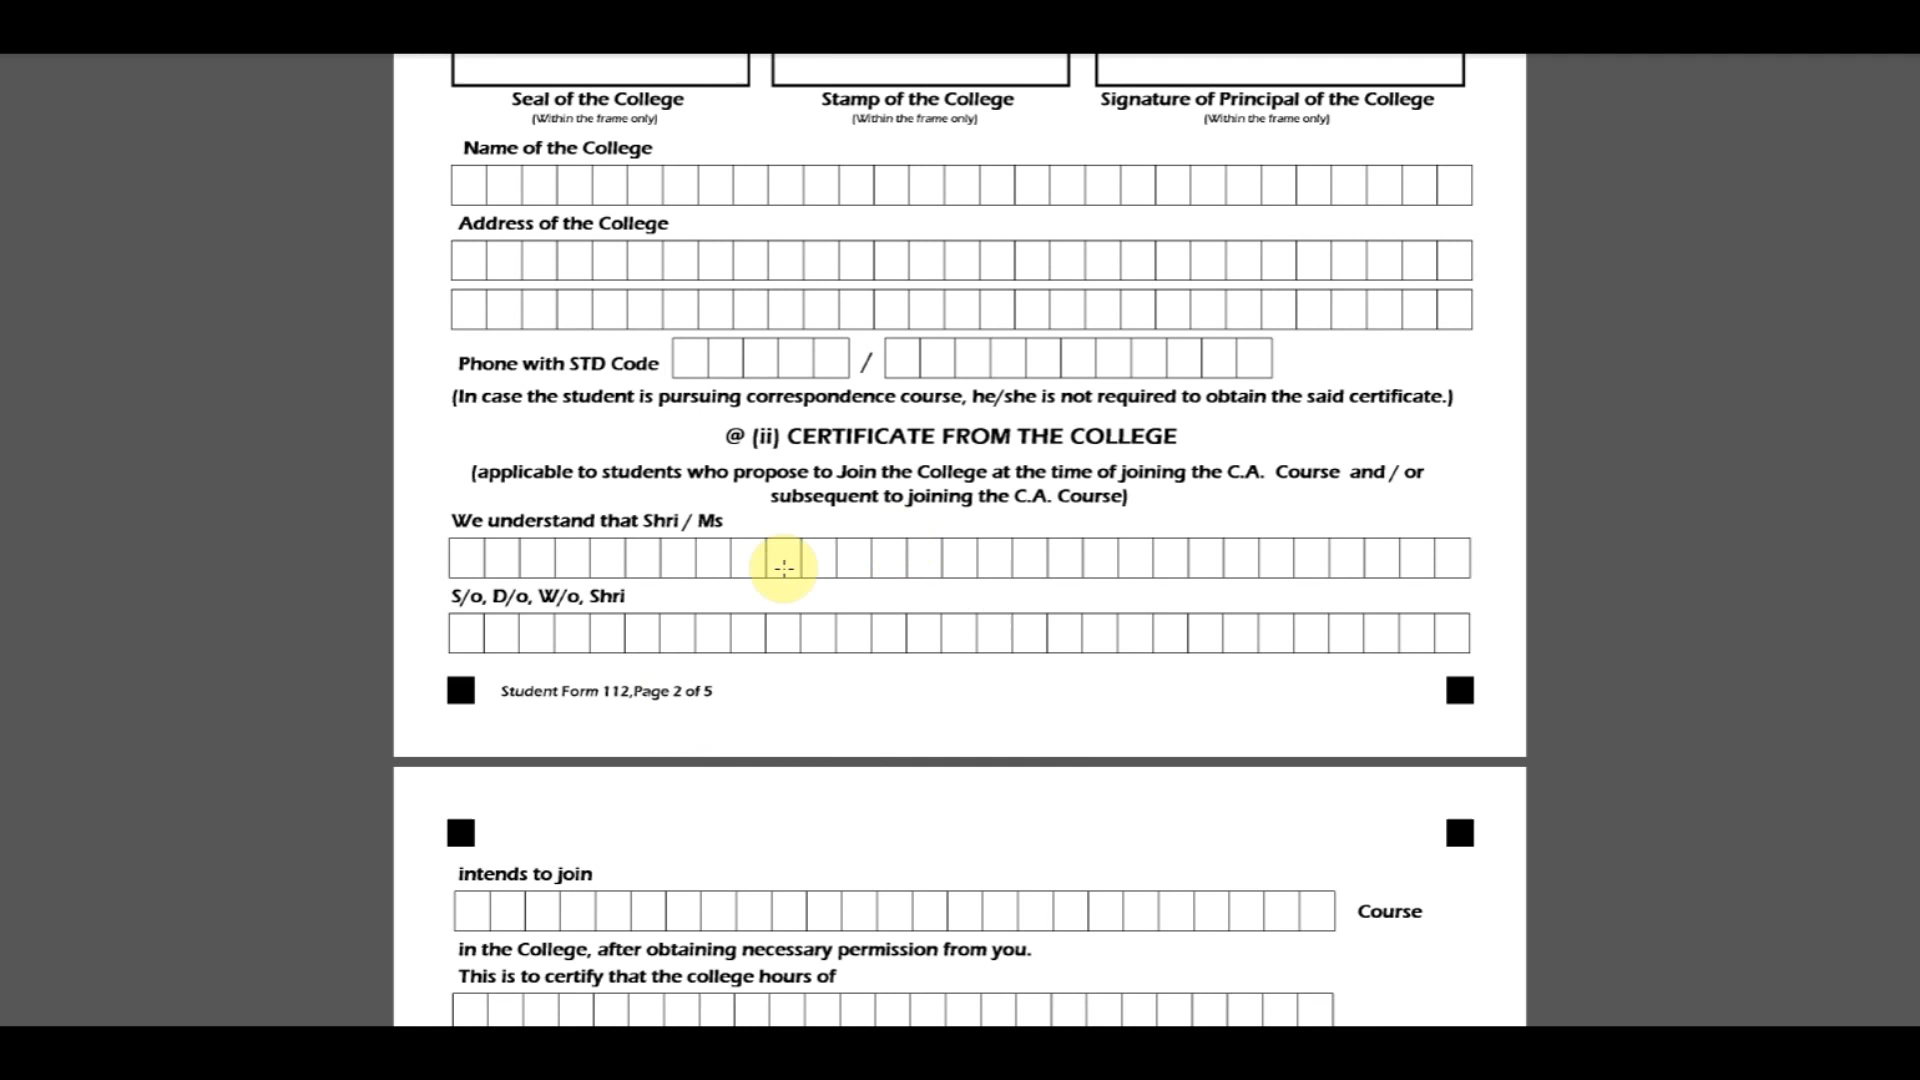 Seal of the College Stamp of the College Signature of Principal of the College
(Within the frame only) (Within the frame only) (Within the frame only)
Name of the College
Address of the College
Phone with STD Code /
(In case the student is pursuing correspondence course, he/she is not required to obtain the said certificate.)
@ (ii) CERTIFICATE FROM THE COLLEGE
(applicable to students who propose to Join the College at the time of joining the C.A. Course and / or
subsequent to joining the C.A. Course)
We understand that Shri / Ms
S/o, D/o, W/o, Shri
Student Form 112,Page 2 of 5
intends to join
Course
in the College, after obtaining necessary permission from you.
This is to certify that the college hours of